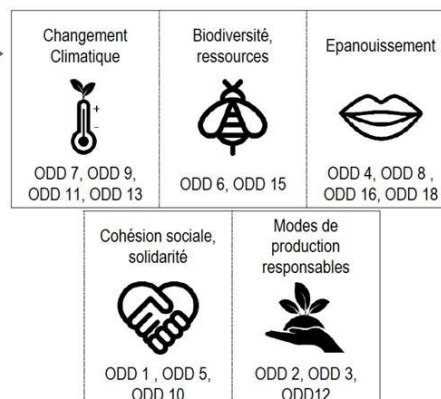 Changement
Climatique
+
-
ODD 7, ODD 9,
ODD 11, ODD 13
Biodiversité,
ressources
ODD 6, ODD 15
Epanouissement
ODD 4, ODD 8 ,
ODD 16, ODD 18
Cohésion sociale,
solidarité
ODD 1 , ODD 5,
ODD 10
Modes de
production
responsables
ODD 2, ODD 3,
ODD12